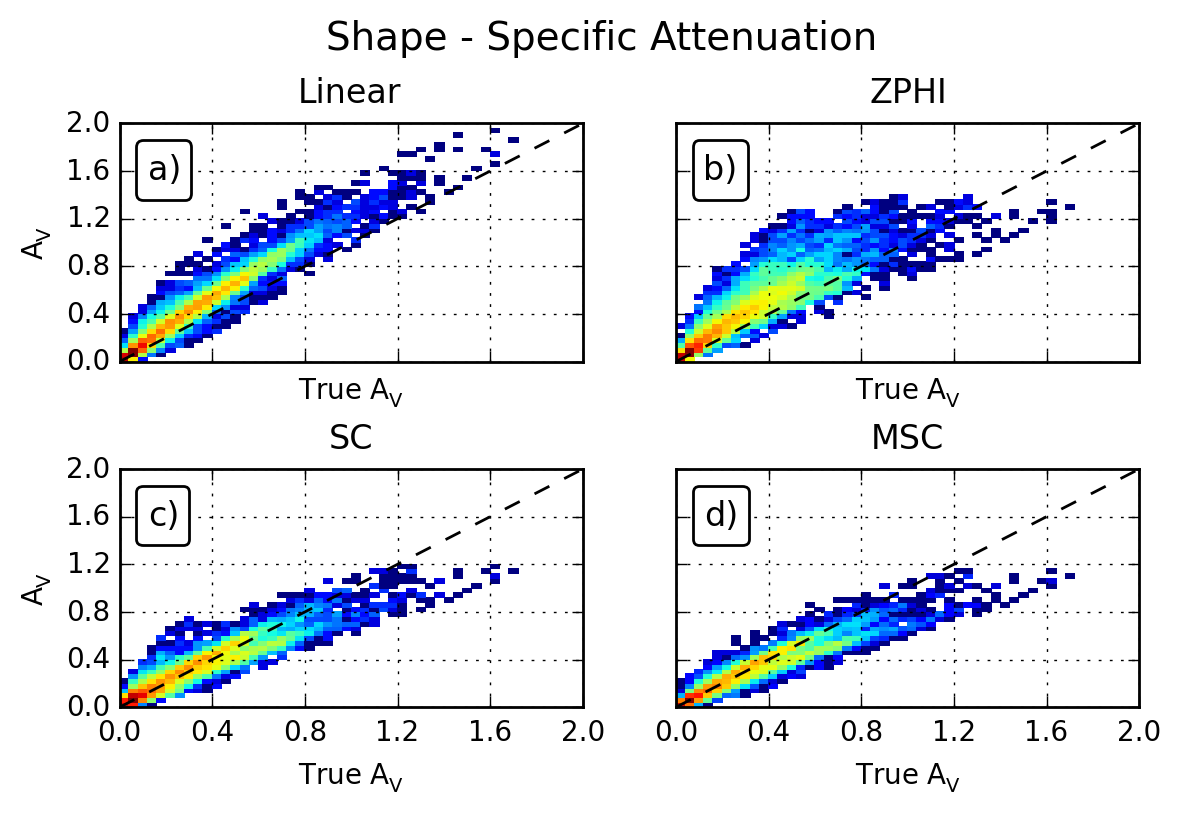 Shape - Specific Attenuation
Linear
ZPHI
2.0
1.6
1.2
0.8
0.4
0.0
A_V
a)
b)
True A_V
True A_V
SC
MSC
2.0
1.6
1.2
0.8
0.4
0.0
A_V
c)
d)
0.0 0.4 0.8 1.2 1.6 2.0
0.0 0.4 0.8 1.2 1.6 2.0
True A_V
True A_V